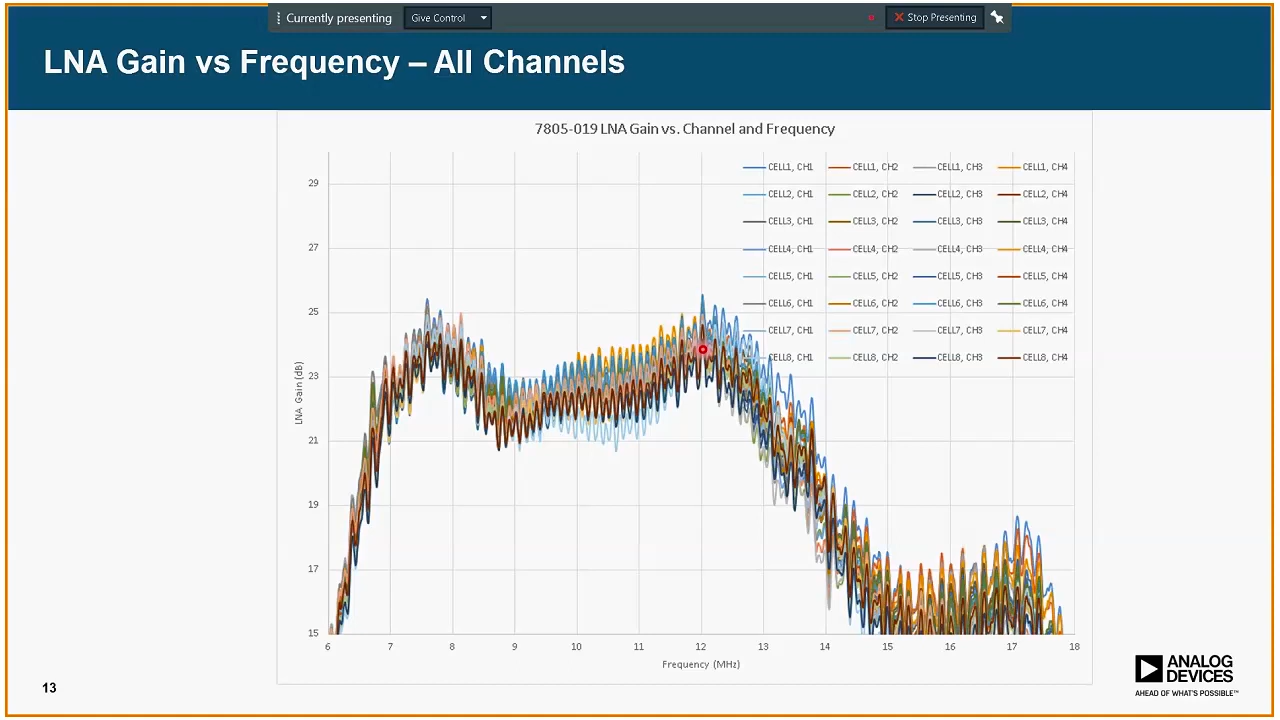 Currently presenting
Give Control
Stop Presenting
LNA Gain vs Frequency – All Channels
7805-019 LNA Gain vs. Channel and Frequency
CELL1, CH1 CELL1, CH2 CELL1, CH3 CELL1, CH4
CELL2, CH1 CELL2, CH2 CELL2, CH3 CELL2, CH4
CELL3, CH1 CELL3, CH2 CELL3, CH3 CELL3, CH4
CELL4, CH1 CELL4, CH2 CELL4, CH3 CELL4, CH4
CELL5, CH1 CELL5, CH2 CELL5, CH3 CELL5, CH4
CELL6, CH1 CELL6, CH2 CELL6, CH3 CELL6, CH4
CELL7, CH1 CELL7, CH2 CELL7, CH3 CELL7, CH4
CELL8, CH1 CELL8, CH2 CELL8, CH3 CELL8, CH4
29
27
25
23
21
19
17
15
LNA Gain (dB)
6 7 8 9 10 11 12 13 14 15 16 17 18
Frequency (MHz)
13
ANALOG
DEVICES
AHEAD OF WHAT'S POSSIBLE™